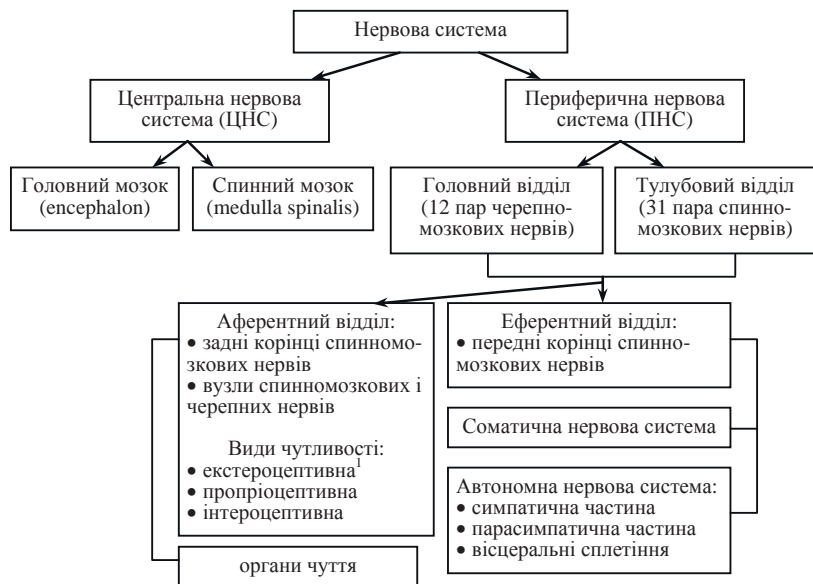 Нервова система
Центральна нервова
система (ЦНС)
Периферична нервова
система (ПНС)
Головний мозок
(encephalon)
Спинний мозок
(medulla spinalis)
Головний відділ
(12 пар черепно-
мозкових нервів)
Тулубовий відділ
(31 пара спинно-
мозкових нервів)
Аферентний відділ:
• задні корінці спинномо-
зкових нервів
• вузли спинномозкових і
черепних нервів
Види чутливості:
• екстероцептивна¹
• пропріоцептивна
• інтероцептивна
органи чуття
Еферентний відділ:
• передні корінці спинно-
мозкових нервів
Соматична нервова система
Автономна нервова система:
• симпатична частина
• парасимпатична частина
• вісцеральні сплетіння